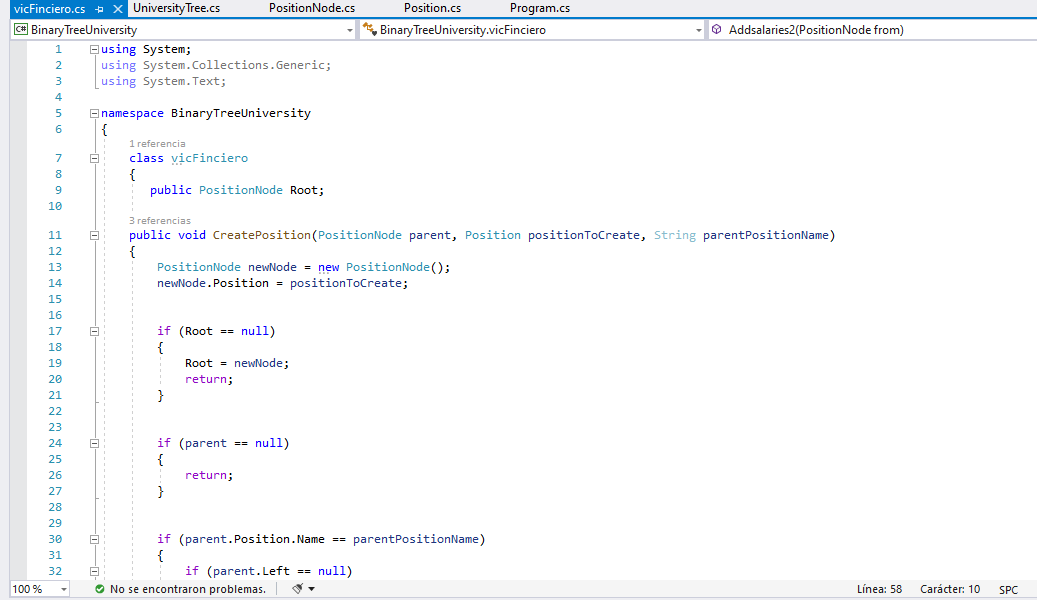 vicFinciero.cs UniversityTree.cs PositionNode.cs Position.cs Program.cs
C# BinaryTreeUniversity BinaryTreeUniversity.vicFinciero Addsalaries2(PositionNode from)
1 using System;
2 using System.Collections.Generic;
3 using System.Text;
4
5 namespace BinaryTreeUniversity
6 {
1 referencia
7 class vicFinciero
8 {
9 public PositionNode Root;
10
3 referencias
11 public void CreatePosition(PositionNode parent, Position positionToCreate, String parentPositionName)
12 {
13 PositionNode newNode = new PositionNode();
14 newNode.Position = positionToCreate;
15
16
17 if (Root == null)
18 {
19 Root = newNode;
20 return;
21 }
22
23
24 if (parent == null)
25 {
26 return;
27 }
28
29
30 if (parent.Position.Name == parentPositionName)
31 {
32 if (parent.Left == null)
100 % No se encontraron problemas. Línea: 58 Carácter: 10 SPC